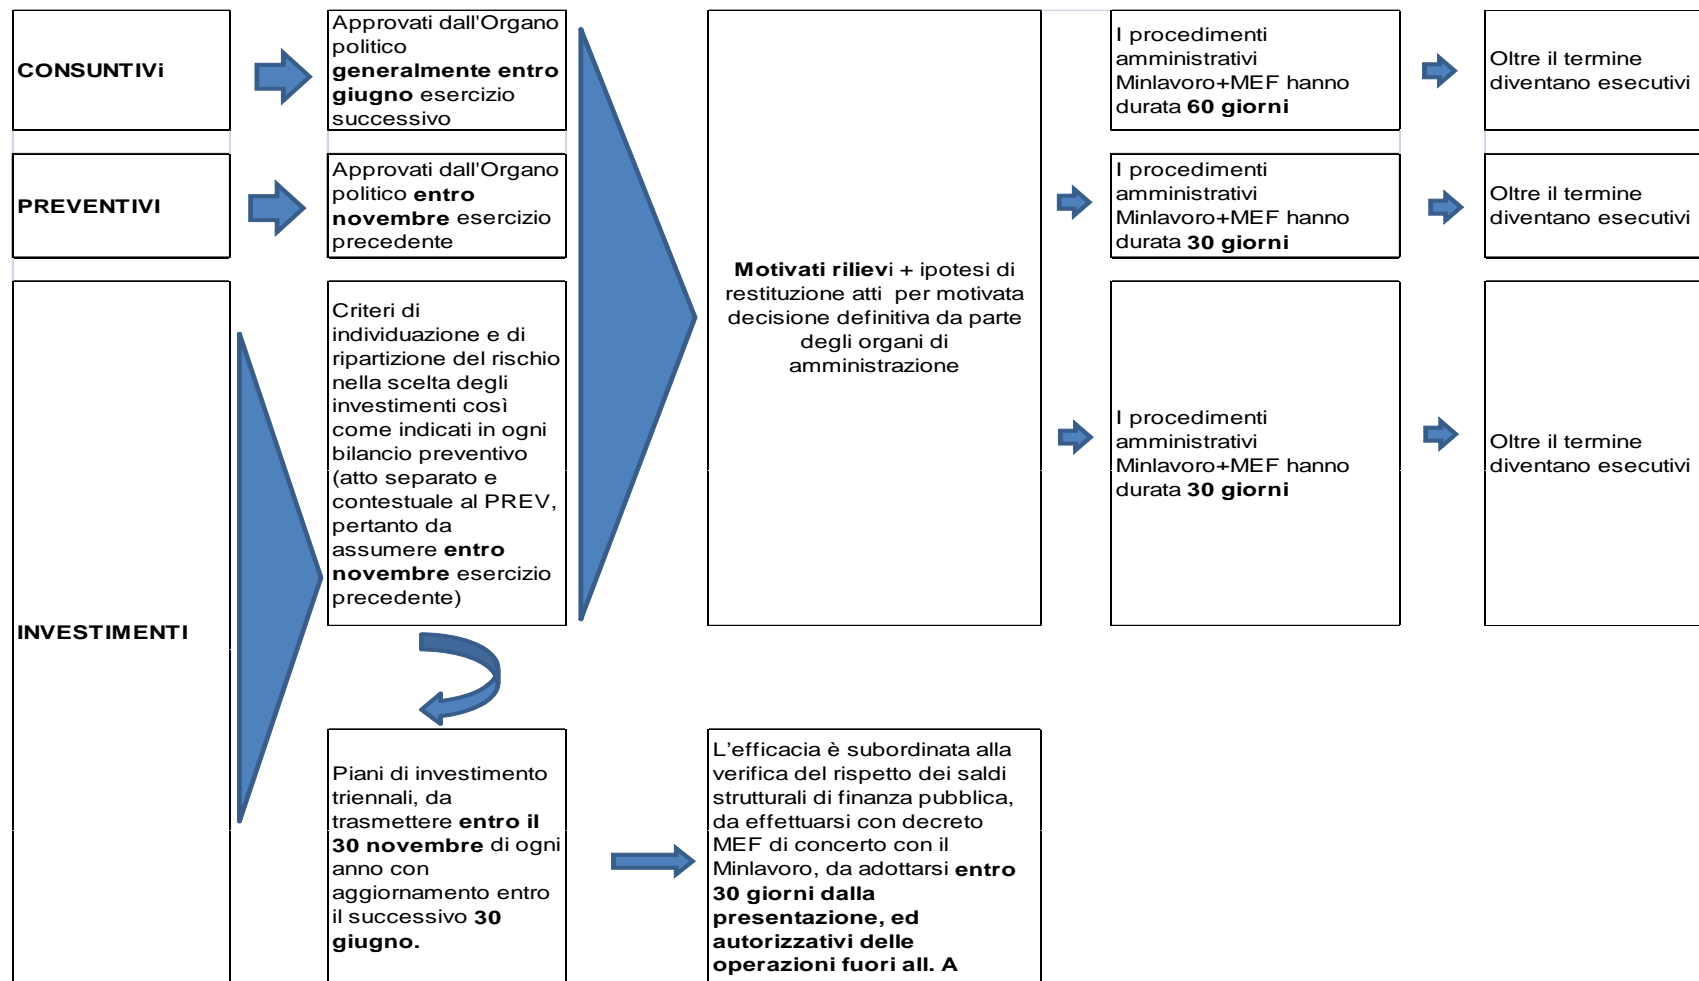 CONSUNTIVi
Approvati dall'Organo
politico
generalmente entro
giugno esercizio
successivo
I procedimenti
amministrativi
Minlavoro+MEF hanno
durata 60 giorni
Oltre il termine
diventano esecutivi
PREVENTIVI
Approvati dall'Organo
politico entro
novembre esercizio
precedente
I procedimenti
amministrativi
Minlavoro+MEF hanno
durata 30 giorni
Oltre il termine
diventano esecutivi
INVESTIMENTI
Criteri di
individuazione e di
ripartizione del rischio
nella scelta degli
investimenti così
come indicati in ogni
bilancio preventivo
(atto separato e
contestuale al PREV,
pertanto da
assumere entro
novembre esercizio
precedente)
Motivati rilievi + ipotesi di
restituzione atti  per motivata
decisione definitiva da parte
degli organi di
amministrazione
I procedimenti
amministrativi
Minlavoro+MEF hanno
durata 30 giorni
Oltre il termine
diventano esecutivi
Piani di investimento
triennali, da
trasmettere entro il
30 novembre di ogni
anno con
aggiornamento entro
il successivo 30
giugno.
L'efficacia è subordinata alla
verifica del rispetto dei saldi
strutturali di finanza pubblica,
da effettuarsi con decreto
MEF di concerto con il
Minlavoro, da adottarsi entro
30 giorni dalla
presentazione, ed
autorizzativi delle
operazioni fuori all. A